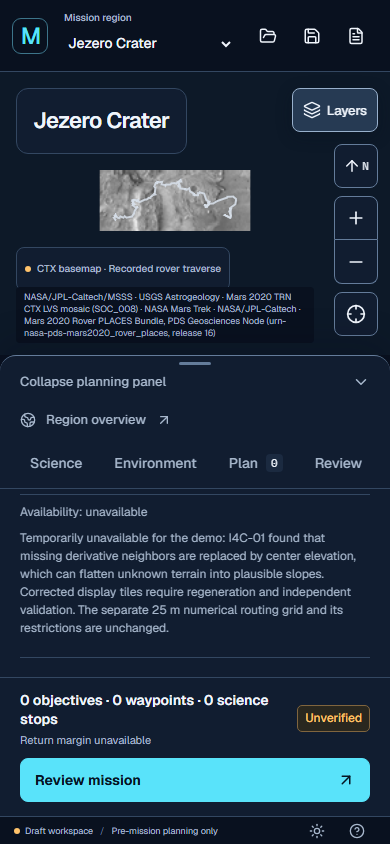 M
Mission region
Jezero Crater
Jezero Crater
Layers
N
CTX basemap · Recorded rover traverse
NASA/JPL-Caltech/MSSS · USGS Astrogeology · Mars 2020 TRN
CTX LVS mosaic (SOC_008) · NASA Mars Trek · NASA/JPL-Caltech ·
Mars 2020 Rover PLACES Bundle, PDS Geosciences Node (urn-
nasa-pds-mars2020_rover_places, release 16)
Collapse planning panel
Region overview
Science Environment Plan 0 Review
Availability: unavailable
Temporarily unavailable for the demo: I4C-01 found that
missing derivative neighbors are replaced by center elevation,
which can flatten unknown terrain into plausible slopes.
Corrected display tiles require regeneration and independent
validation. The separate 25 m numerical routing grid and its
restrictions are unchanged.
0 objectives · 0 waypoints · 0 science
stops
Unverified
Return margin unavailable
Review mission
Draft workspace / Pre-mission planning only